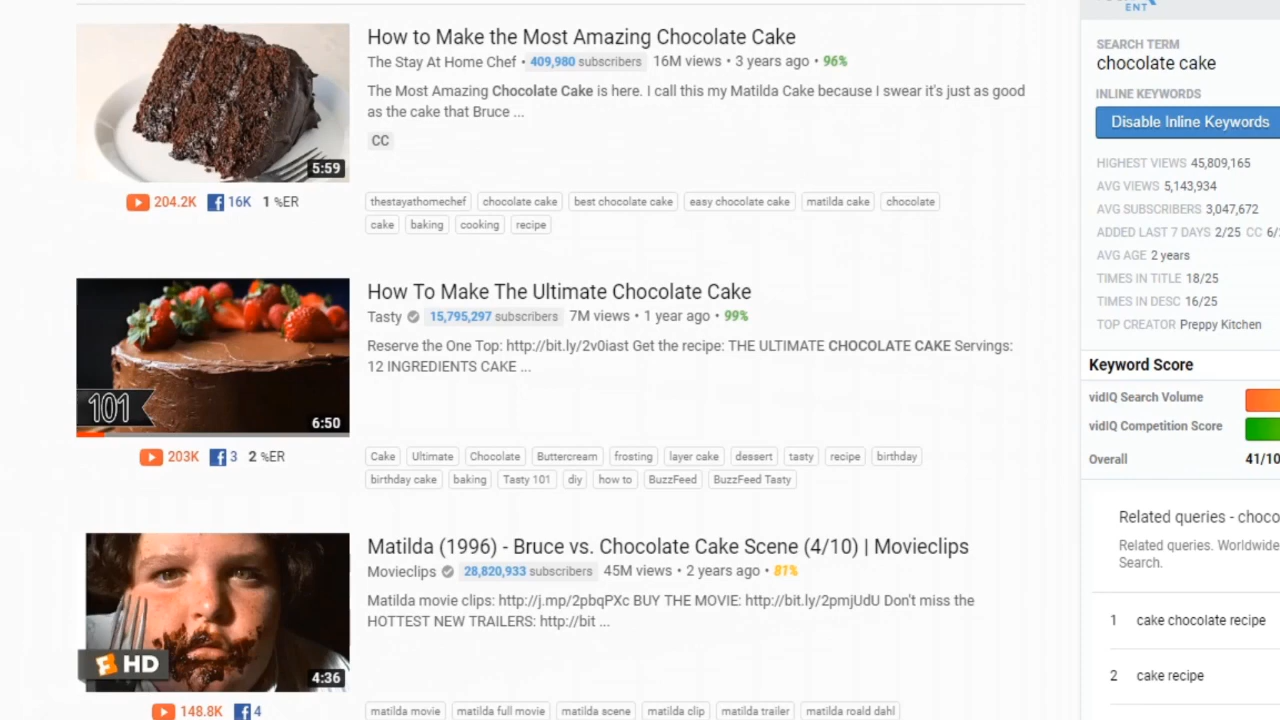 ENT
How to Make the Most Amazing Chocolate Cake
The Stay At Home Chef • 409,980 subscribers 16M views • 3 years ago • 96%
The Most Amazing Chocolate Cake is here. I call this my Matilda Cake because I swear it's just as good
as the cake that Bruce ...
CC
5:59
204.2K 16K 1 %ER
thestayathomechef chocolate cake best chocolate cake easy chocolate cake matilda cake chocolate
cake baking cooking recipe
How To Make The Ultimate Chocolate Cake
Tasty 15,795,297 subscribers 7M views • 1 year ago • 99%
Reserve the One Top: http://bit.ly/2v0iast Get the recipe: THE ULTIMATE CHOCOLATE CAKE Servings:
12 INGREDIENTS CAKE ...
101
6:50
203K 3 2 %ER
Cake Ultimate Chocolate Buttercream frosting layer cake dessert tasty recipe birthday
birthday cake baking Tasty 101 diy how to BuzzFeed BuzzFeed Tasty
Matilda (1996) - Bruce vs. Chocolate Cake Scene (4/10) | Movieclips
Movieclips 28,820,933 subscribers 45M views • 2 years ago • 81%
Matilda movie clips: http://j.mp/2pbqPXc BUY THE MOVIE: http://bit.ly/2pmjUdU Don't miss the
HOTTEST NEW TRAILERS: http://bit ...
HD
4:36
148.8K 4
matilda movie matilda full movie matilda scene matilda clip matilda trailer matilda roald dahl
SEARCH TERM
chocolate cake
INLINE KEYWORDS
Disable Inline Keywords
HIGHEST VIEWS 45,809,165
AVG VIEWS 5,143,934
AVG SUBSCRIBERS 3,047,672
ADDED LAST 7 DAYS 2/25 CC 6/
AVG AGE 2 years
TIMES IN TITLE 18/25
TIMES IN DESC 16/25
TOP CREATOR Preppy Kitchen
Keyword Score
vidIQ Search Volume
vidIQ Competition Score
Overall 41/10
Related queries - choco
Related queries. Worldwide
Search.
1 cake chocolate recipe
2 cake recipe